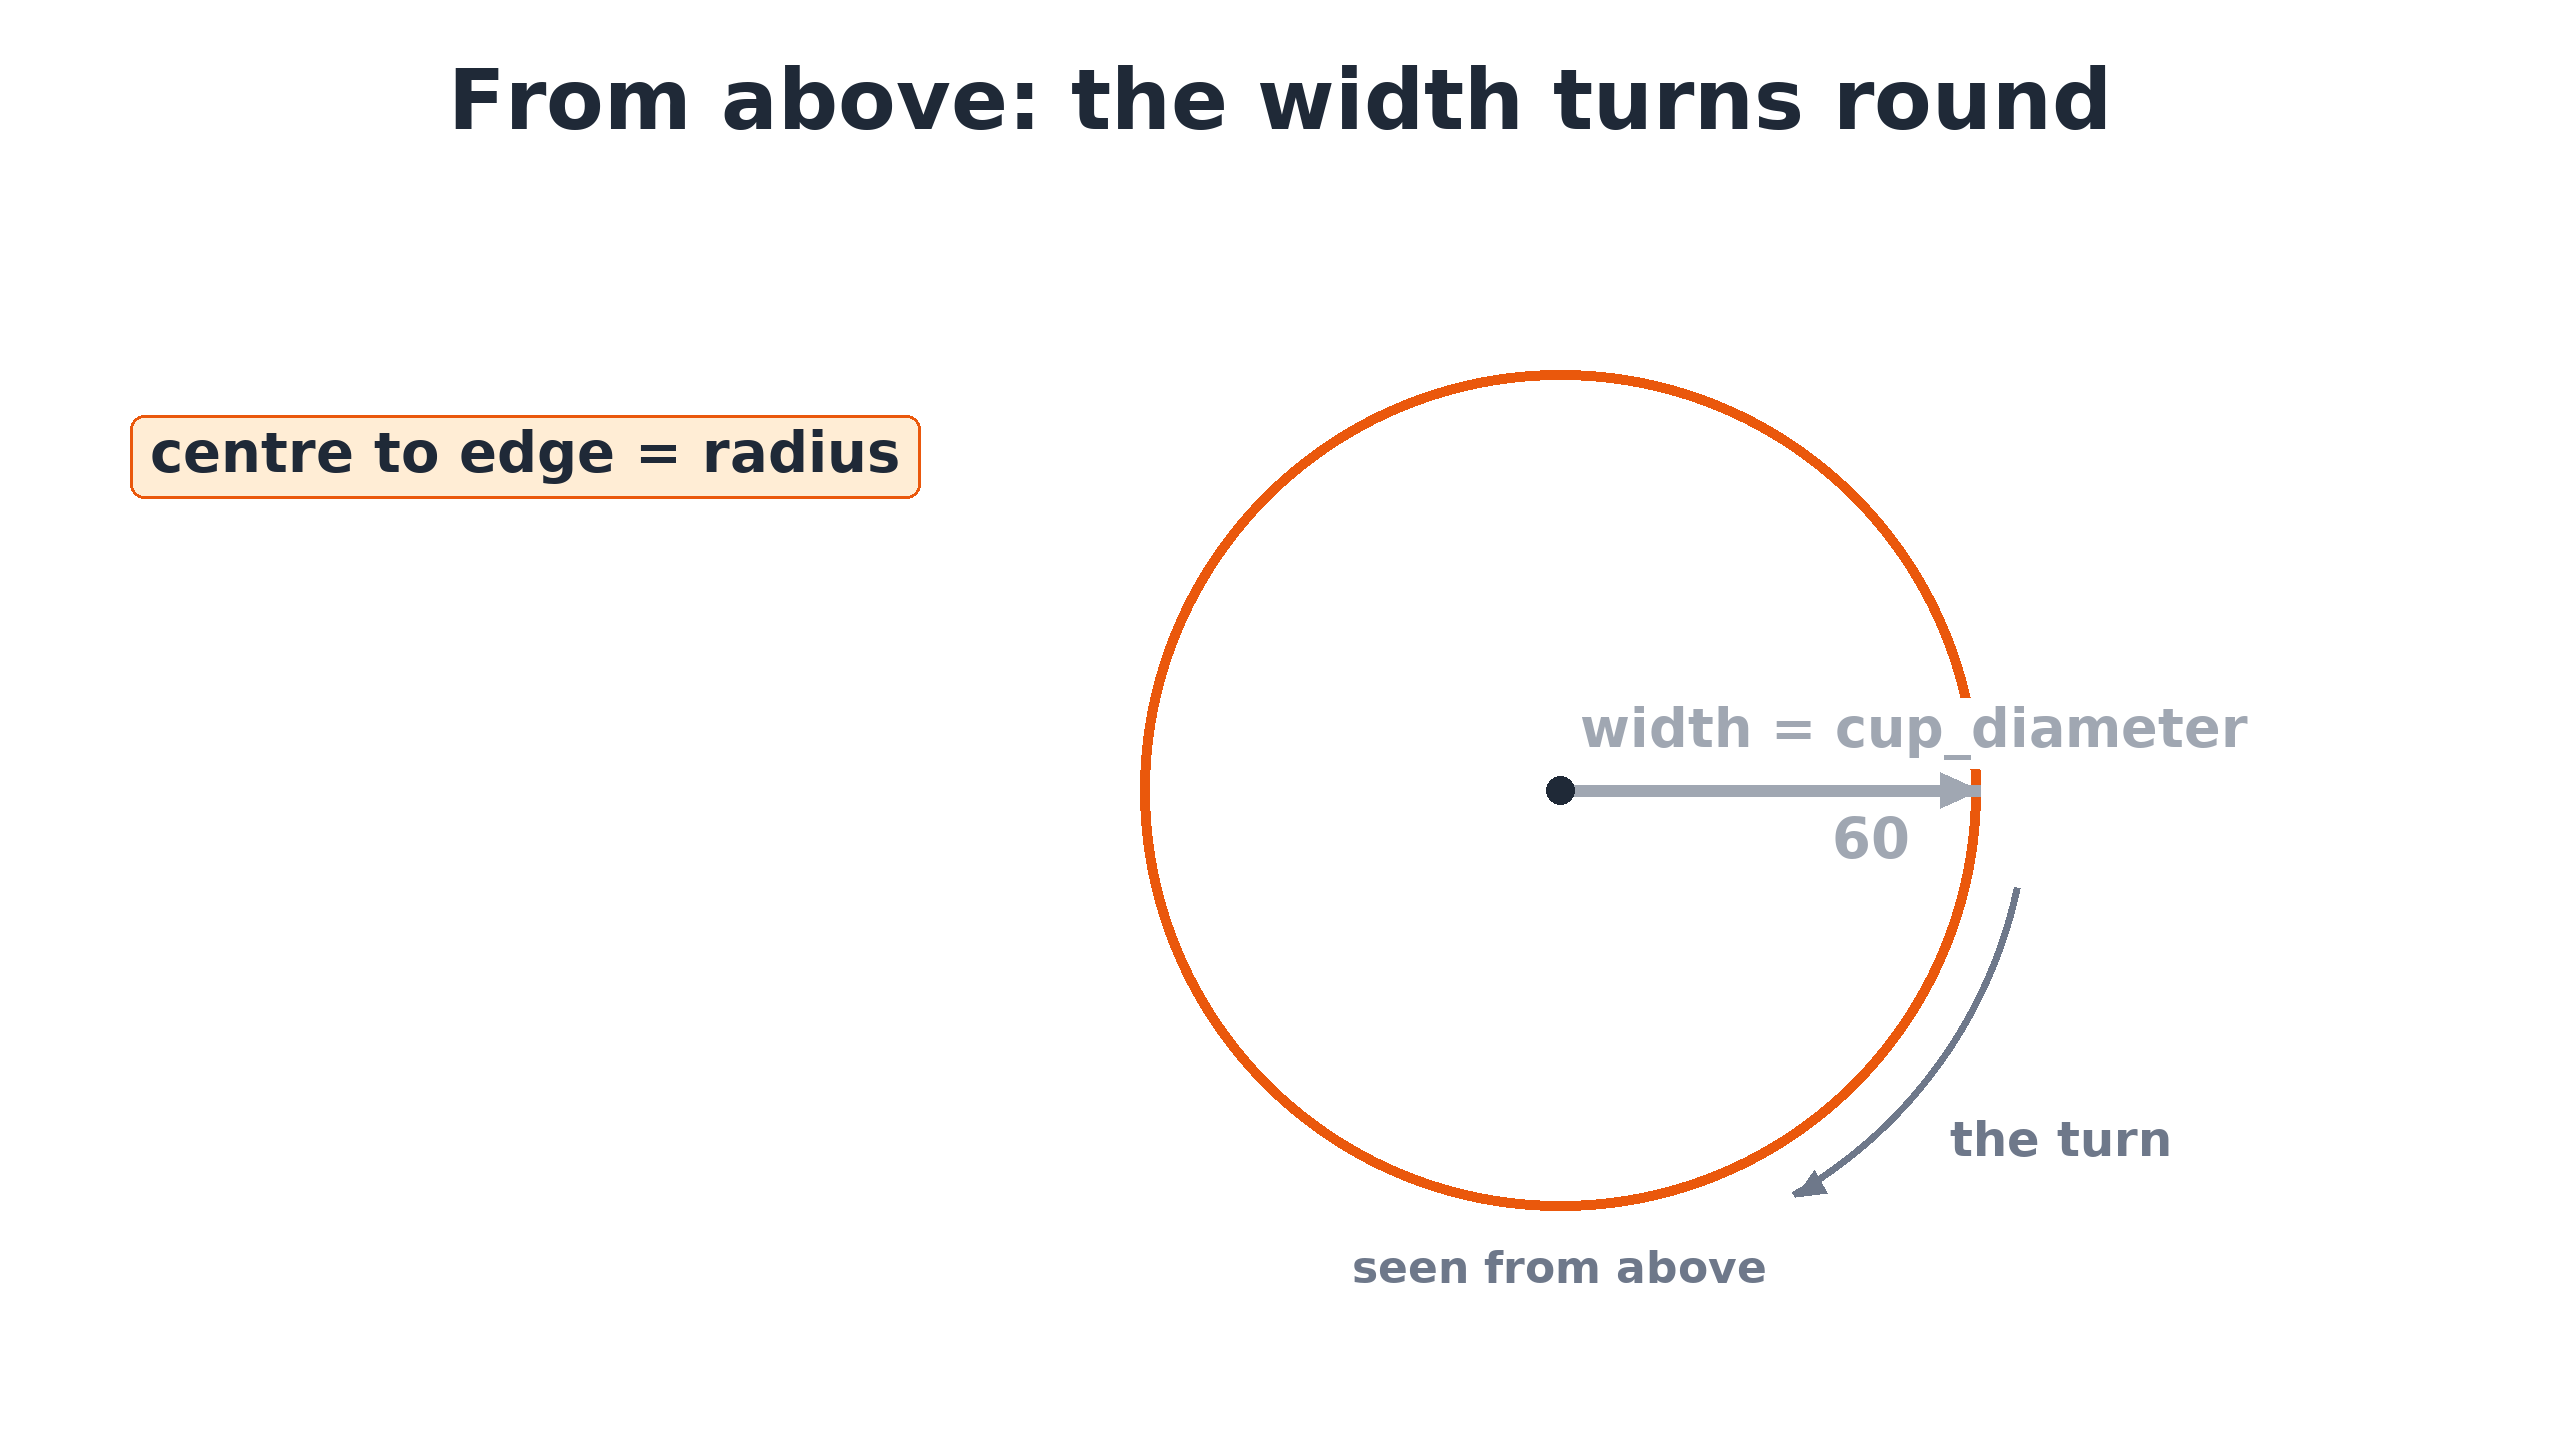 From above: the width turns round
centre to edge = radius
width = cup_diameter
60
the turn
seen from above